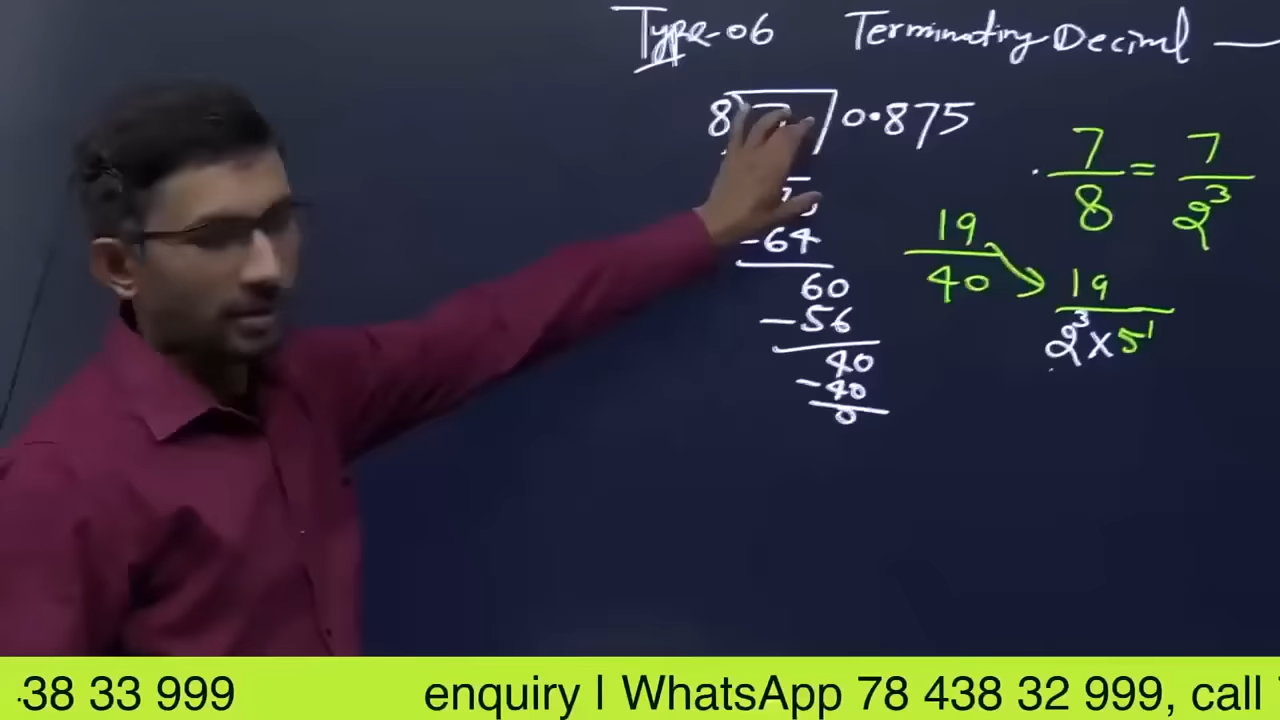 Type-06 Terminating Decimal —
8 7 0.875
-64
60
-56
40
-40
0
7/8 = 7/2³
19/40 → 19/2³×5¹
38 33 999 enquiry | WhatsApp 78 438 32 999, call